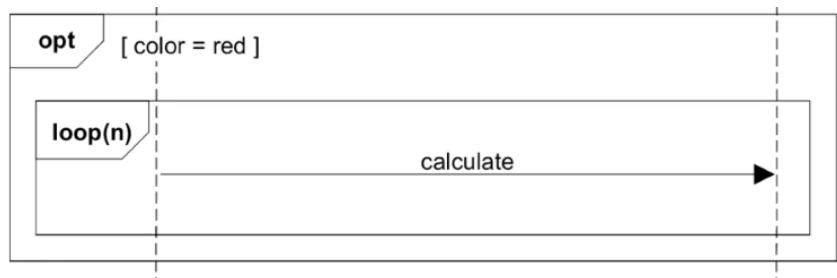 opt
[ color = red ]
loop(n)
calculate